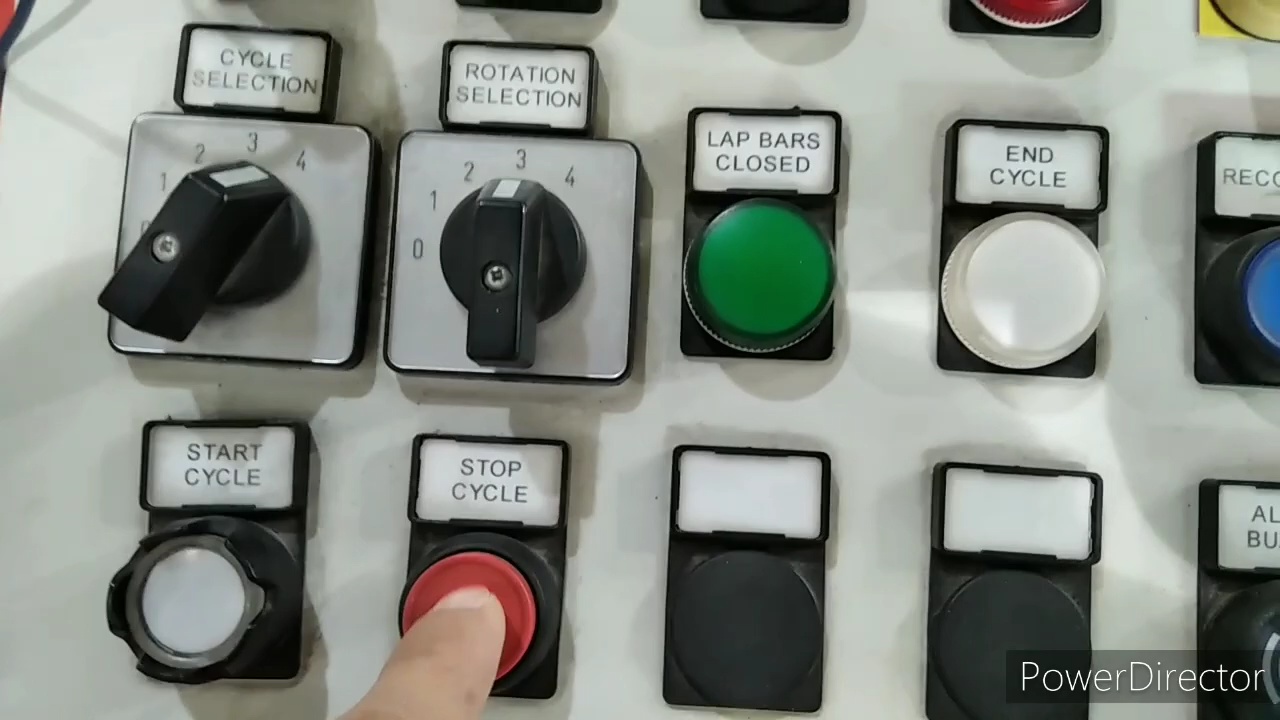 CYCLE
SELECTION
ROTATION
SELECTION
LAP BARS
CLOSED
END
CYCLE
1
2
3
4
0
1
2
3
4
START
CYCLE
STOP
CYCLE
PowerDirector